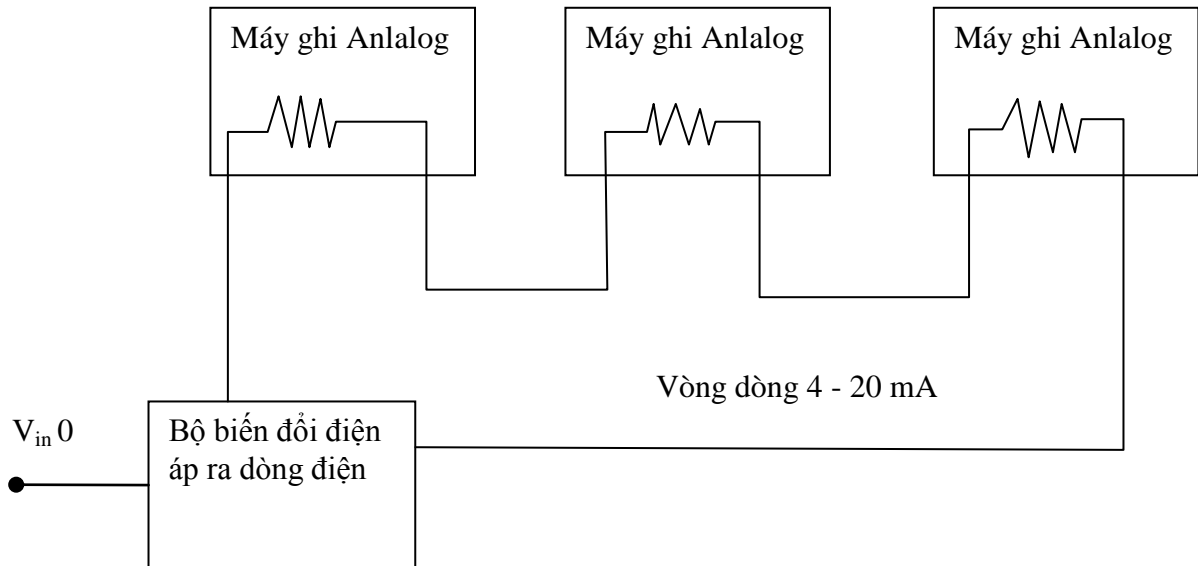 Máy ghi Anlalog
Máy ghi Anlalog
Máy ghi Anlalog
Vòng dòng 4 - 20 mA
Vin 0
Bộ biến đổi điện
áp ra dòng điện